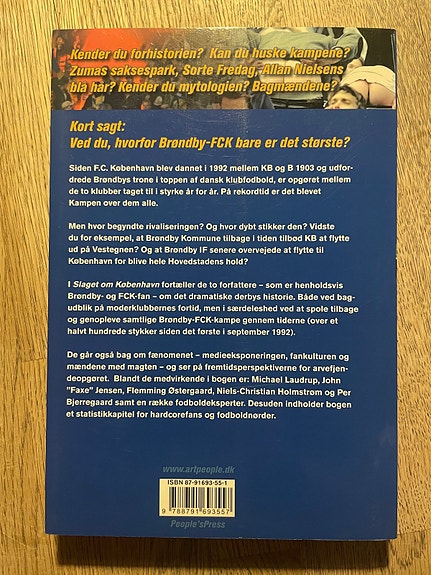 Kender du forhistorien? Kan du huske kampene?
Zumas saksespark, Sorte Fredag, Allan Nielsens
blå hår? Kender du mytologien? Bagmændene?
Kort sagt:
Ved du, hvorfor Brøndby-FCK bare er det største?
Siden F.C. København blev dannet i 1992 mellem KB og B 1903 og udfor-
drede Brøndbys trone i toppen af dansk klubfodbold, er opgøret mellem
de to klubber taget til i styrke år for år. På rekordtid er det blevet
Kampen over dem alle.
Men hvor begyndte rivaliseringen? Og hvor dybt stikker den? Vidste
du for eksempel, at Brøndby Kommune tilbage i tiden tilbød KB at flytte
ud på Vestegnen? Og at Brøndby IF senere overvejede at flytte til
København for blive hele Hovedstadens hold?
I Slaget om København fortæller de to forfattere – som er henholdsvis
Brøndby- og FCK-fan – om det dramatiske derbys historie. Både ved bag-
udblik på moderklubbernes fortid, men i særdeleshed ved at spole tilbage
og genopleve samtlige Brøndby-FCK-kampe gennem tiderne (over et
halvt hundrede stykker siden det første i september 1992).
De går også bag om fænomenet – medieeksponeringen, fankulturen og
mændene med magten – og ser på fremtidsperspektiverne for arvefjen-
deopgøret. Blandt de medvirkende i bogen er: Michael Laudrup, John
"Faxe" Jensen, Flemming Østergaard, Niels-Christian Holmstrøm og Per
Bjerregaard samt en række fodboldeksperter. Desuden indholder bogen
et statistikkapitel for hardcorefans og fodboldnørder.
www.artpeople.dk
ISBN 87-91693-55-1
9 788791 693557
People'sPress